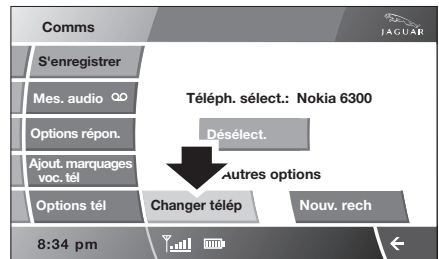 Comms
JAGUAR
S'enregistrer
Mes. audio
Téléph. sélect.: Nokia 6300
Options répon.
Désélect.
Ajout. marquages
voc. tél
Autres options
Options tél
Changer télép
Nouv. rech
8:34 pm